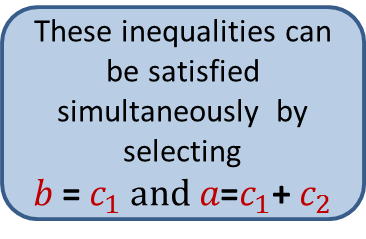 These inequalities can
be satisfied
simultaneously by
selecting
b = c₁ and a=c₁+ c₂